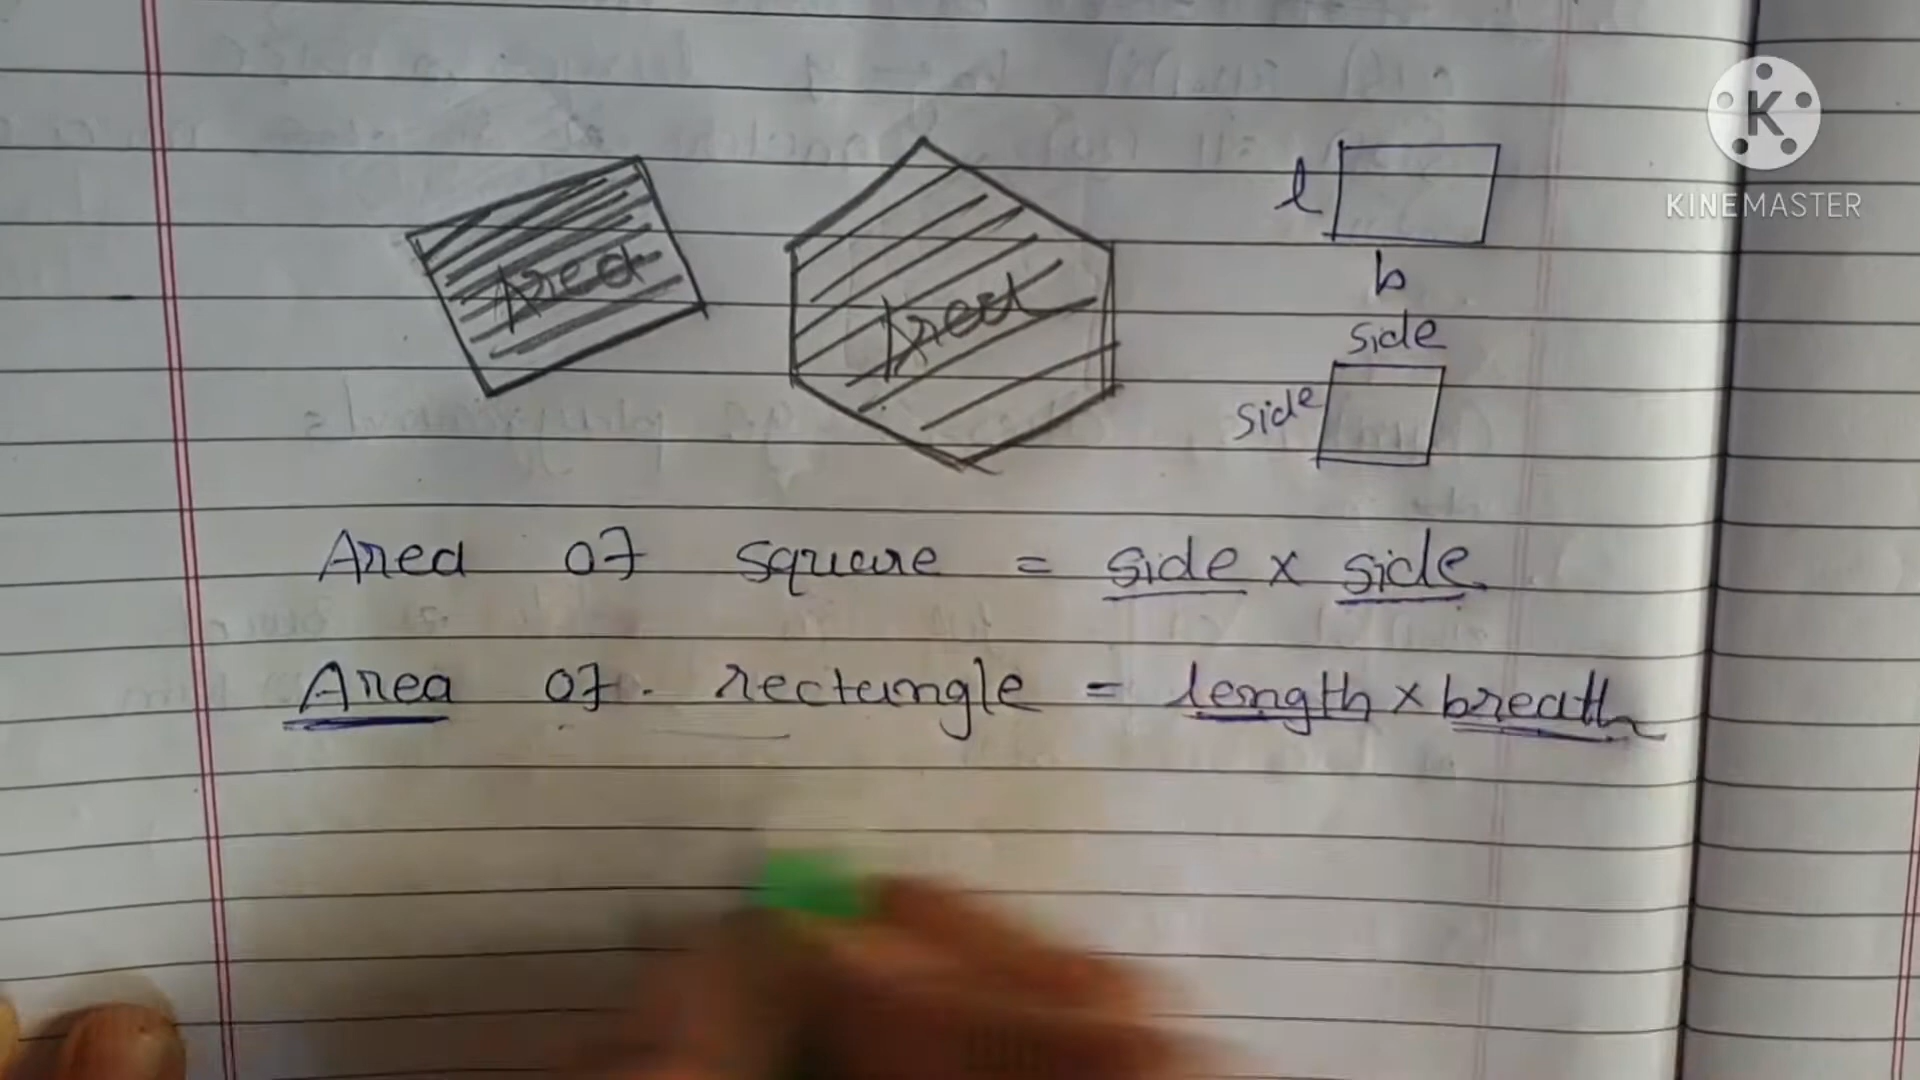 Area
Area
l
b
side
side
Area of square = side x side
Area of rectangle = length x breath
K
KINEMASTER